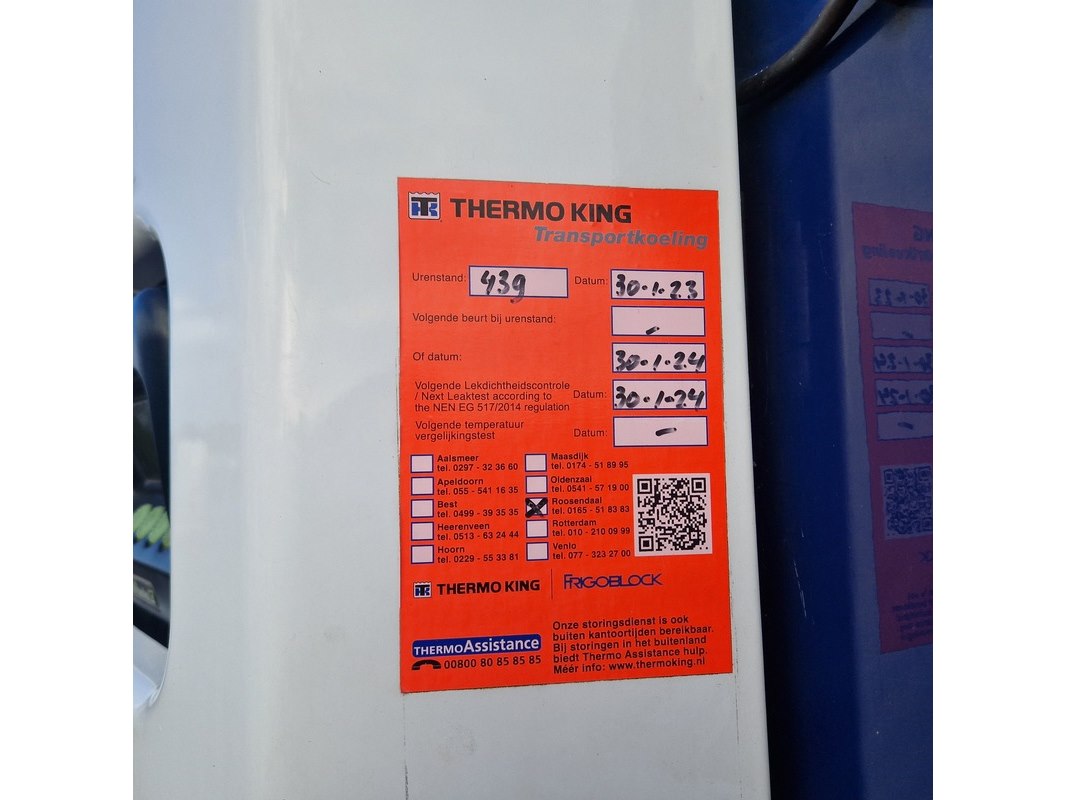 TK THERMO KING
Transportkoeling
Urenstand: 439 Datum: 30-1-23
Volgende beurt bij urenstand: -
Of datum: 30-1-24
Volgende Lekdichtheidscontrole
/ Next Leaktest according to Datum: 30-1-24
the NEN EG 517/2014 regulation
Volgende temperatuur
vergelijkingstest Datum: -
Aalsmeer
tel. 0297 - 32 36 60
Apeldoorn
tel. 055 - 541 16 35
Best
tel. 0499 - 39 35 35
Heerenveen
tel. 0513 - 63 24 44
Hoorn
tel. 0229 - 55 33 81
Maasdijk
tel. 0174 - 51 89 95
Oldenzaal
tel. 0541 - 57 19 00
X Roosendaal
tel. 0165 - 51 83 83
Rotterdam
tel. 010 - 210 09 99
Venlo
tel. 077 - 323 27 00
TK THERMO KING | FRIGOBLOCK
THERMOAssistance
00800 80 85 85 85
Onze storingsdienst is ook
buiten kantoortijden bereikbaar.
Bij storingen in het buitenland
biedt Thermo Assistance hulp.
Méér info: www.thermoking.nl